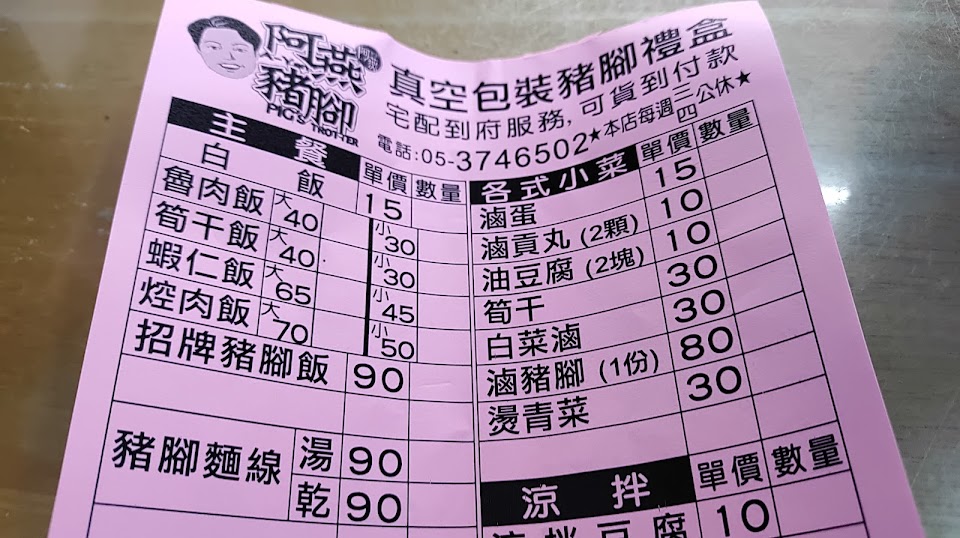 阿燕
豬腳
PIG's TROTTER
真空包裝豬腳禮盒
宅配到府服務,可貨到付款
電話:05-3746502★本店每週三四公休★
主餐 單價 數量
白飯 15
魯肉飯 大40 小30
筍干飯 大40 小30
蝦仁飯 大65 小45
焢肉飯 大70 小50
招牌豬腳飯 90
豬腳麵線 湯 90
乾 90
各式小菜 單價 數量
滷蛋 15
滷貢丸(2顆) 10
油豆腐(2塊) 10
筍干 30
白菜滷 30
滷豬腳(1份) 80
燙青菜 30
涼拌 單價 數量
涼拌豆腐 10